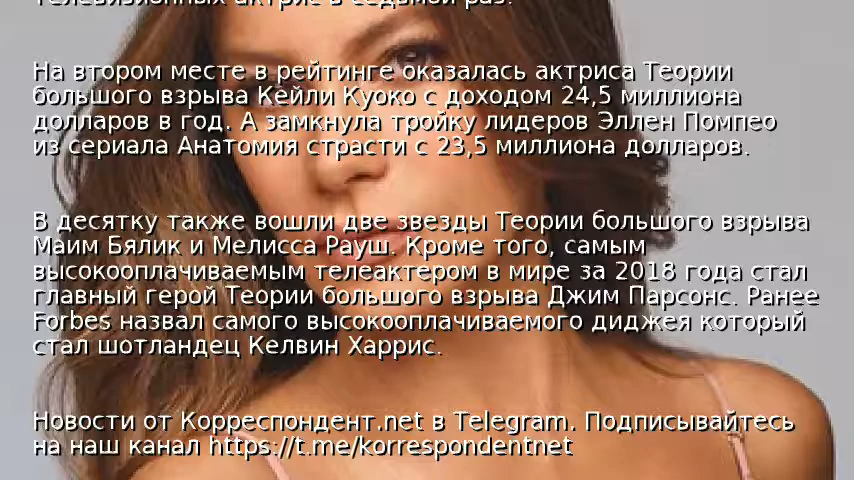 телевизионных актрис в седьмой раз.
На втором месте в рейтинге оказалась актриса Теории
большого взрыва Кейли Куоко с доходом 24,5 миллиона
долларов в год. А замкнула тройку лидеров Эллен Помпео
из сериала Анатомия страсти с 23,5 миллиона долларов.
В десятку также вошли две звезды Теории большого взрыва
Маим Бялик и Мелисса Рауш. Кроме того, самым
высокооплачиваемым телеактером в мире за 2018 года стал
главный герой Теории большого взрыва Джим Парсонс. Ранее
Forbes назвал самого высокооплачиваемого диджея который
стал шотландец Келвин Харрис.
Новости от Корреспондент.net в Telegram. Подписывайтесь
на наш канал https://t.me/korrespondentnet